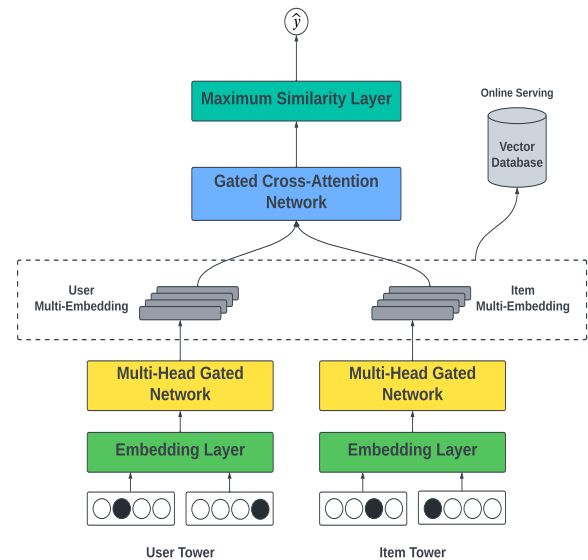 ŷ
Maximum Similarity Layer
Online Serving
Vector
Database
Gated Cross-Attention
Network
User
Multi-Embedding
Item
Multi-Embedding
Multi-Head Gated
Network
Multi-Head Gated
Network
Embedding Layer
Embedding Layer
User Tower
Item Tower